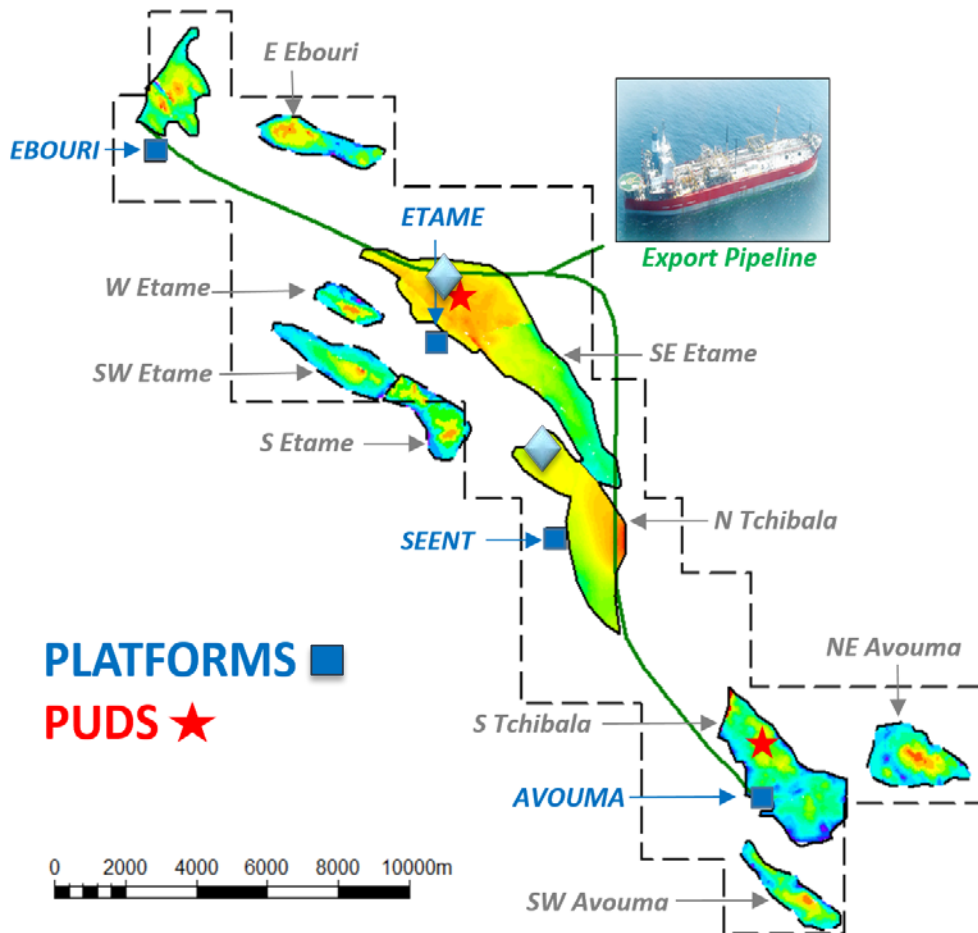 E Ebouri
EBOURI
ETAME
Export Pipeline
W Etame
SW Etame
SE Etame
S Etame
N Tchibala
SEENT
PLATFORMS
PUDS
NE Avouma
S Tchibala
AVOUMA
SW Avouma
0 2000 4000 6000 8000 10000m